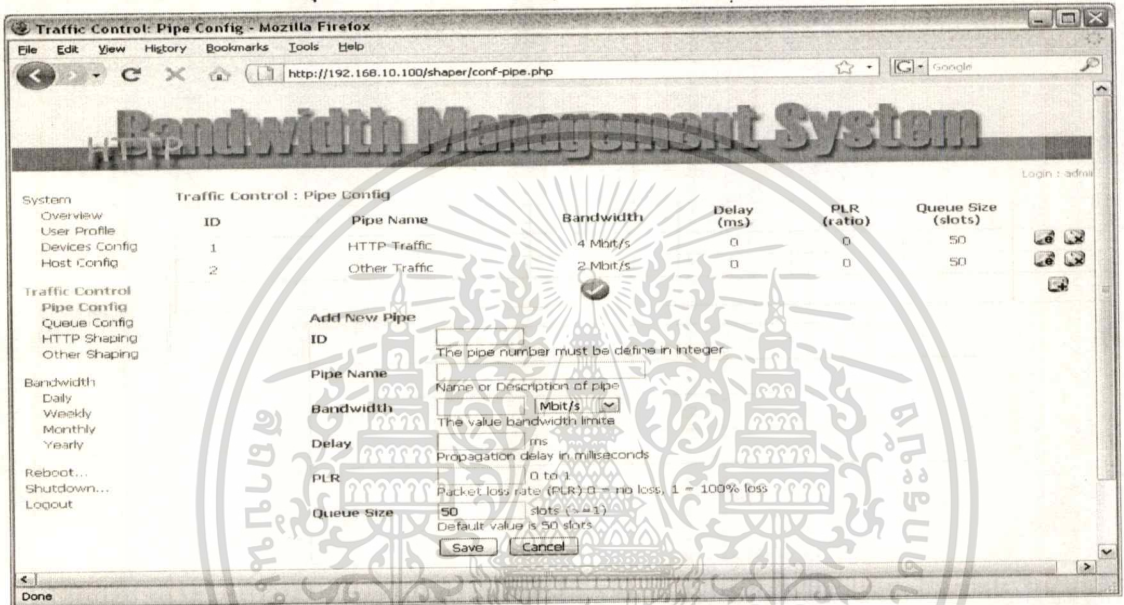 Traffic Control: Pipe Config - Mozilla Firefox
File Edit View History Bookmarks Tools Help
http://192.168.10.100/shaper/conf-pipe.php Google
HTTP Bandwidth Management System
Login : admi
System
Overview
User Profile
Devices Config
Host Config
Traffic Control
Pipe Config
Queue Config
HTTP Shaping
Other Shaping
Bandwidth
Daily
Weekly
Monthly
Yearly
Reboot...
Shutdown...
Logout
Traffic Control : Pipe Config
ID Pipe Name Bandwidth Delay (ms) PLR (ratio) Queue Size (slots)
1 HTTP Traffic 4 Mbit/s 0 0 50
2 Other Traffic 2 Mbit/s 0 0 50
Add New Pipe
ID
The pipe number must be define in integer
Pipe Name
Name or Description of pipe
Bandwidth Mbit/s
The value bandwidth limite
Delay ms
Propagation delay in milliseconds
PLR 0 to 1
Packet loss rate (PLR) 0 = no loss, 1 = 100% loss
Queue Size 50 slots (>=1)
Default value is 50 slots
Save Cancel
Done